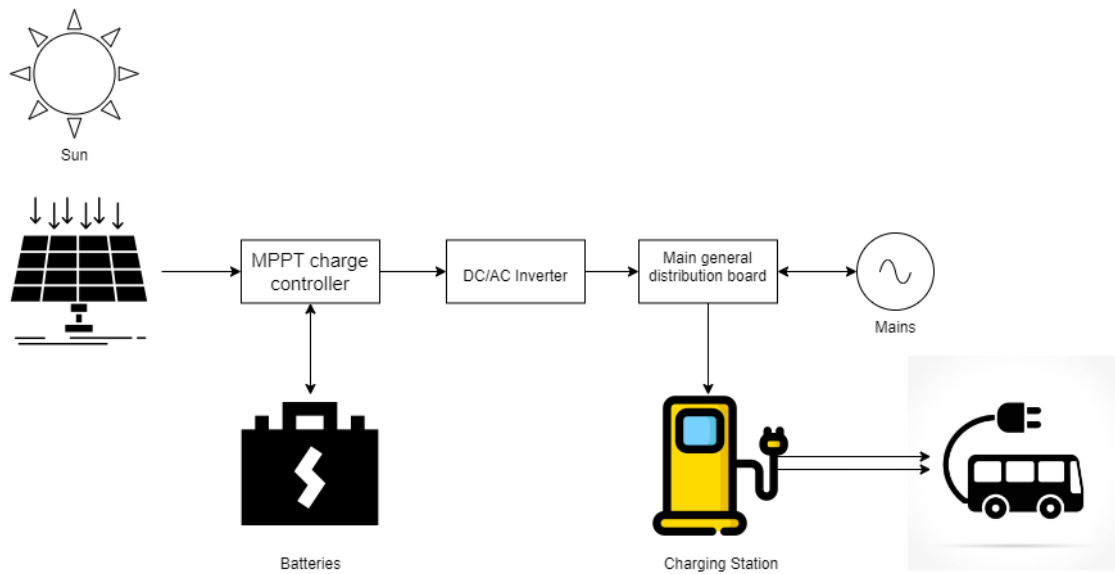 Sun
MPPT charge
controller
DC/AC Inverter
Main general
distribution board
Mains
Batteries
Charging Station